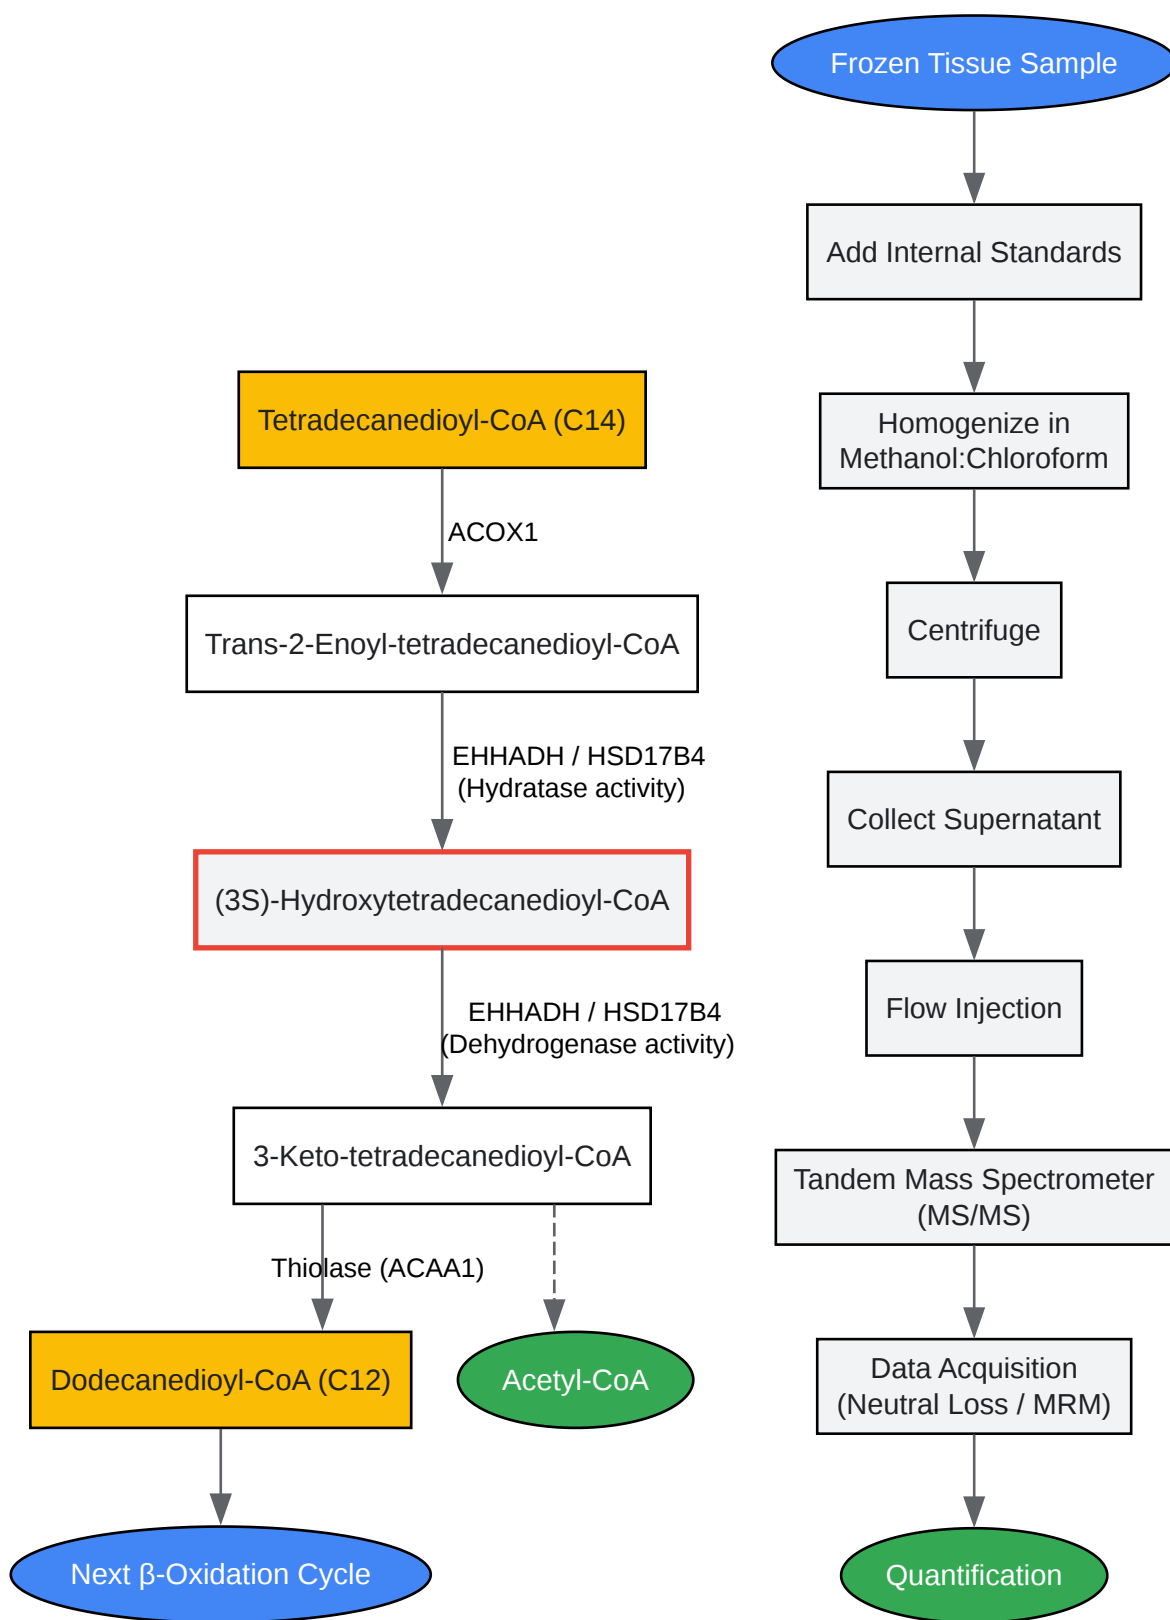 Tetradecanedioyl-CoA (C14)
ACOX1
Trans-2-Enoyl-tetradecanedioyl-CoA
EHHADH / HSD17B4
(Hydratase activity)
(3S)-Hydroxytetradecanedioyl-CoA
EHHADH / HSD17B4
(Dehydrogenase activity)
3-Keto-tetradecanedioyl-CoA
Thiolase (ACAA1)
Dodecanedioyl-CoA (C12)
Acetyl-CoA
Next β-Oxidation Cycle
Frozen Tissue Sample
Add Internal Standards
Homogenize in
Methanol:Chloroform
Centrifuge
Collect Supernatant
Flow Injection
Tandem Mass Spectrometer
(MS/MS)
Data Acquisition
(Neutral Loss / MRM)
Quantification